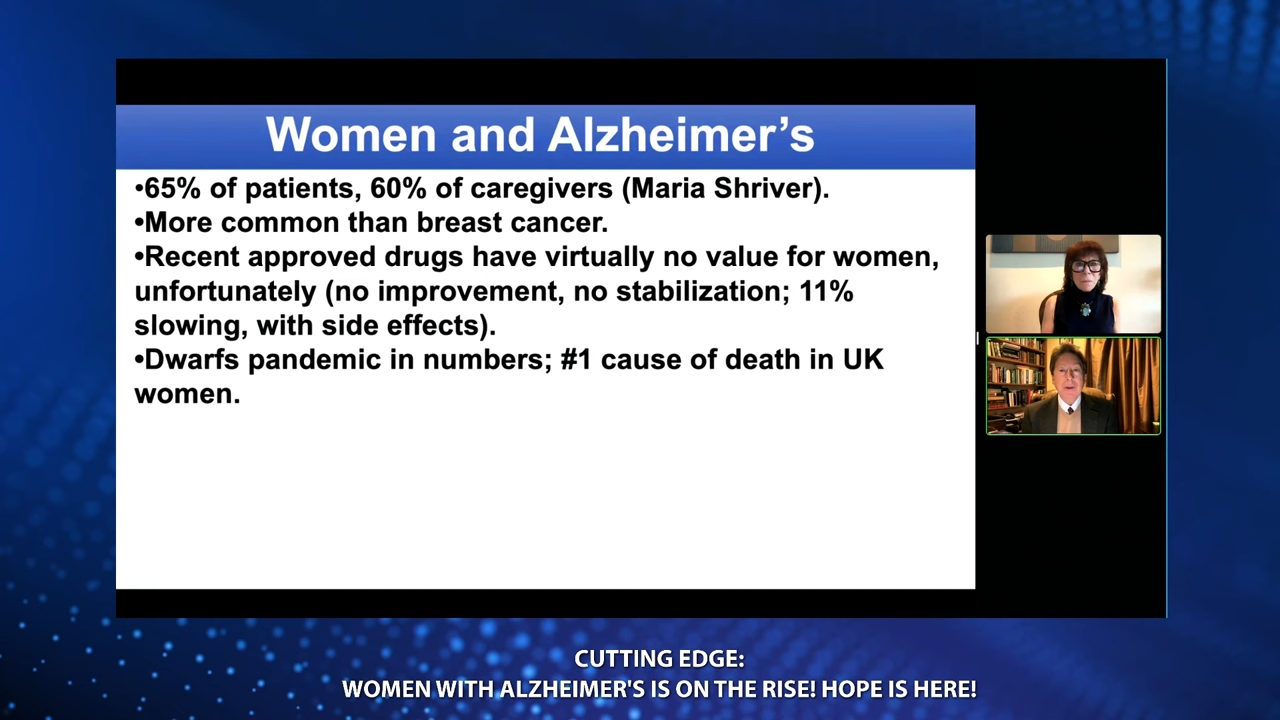 Women and Alzheimer's
•65% of patients, 60% of caregivers (Maria Shriver).
•More common than breast cancer.
•Recent approved drugs have virtually no value for women,
unfortunately (no improvement, no stabilization; 11%
slowing, with side effects).
•Dwarfs pandemic in numbers; #1 cause of death in UK
women.
CUTTING EDGE:
WOMEN WITH ALZHEIMER'S IS ON THE RISE! HOPE IS HERE!